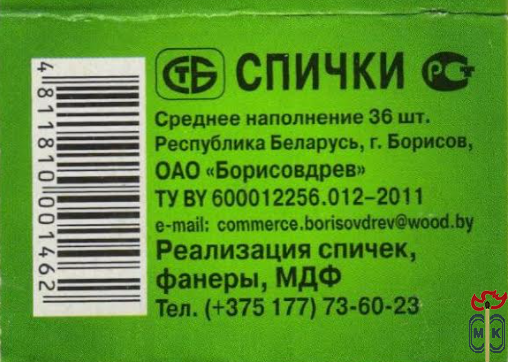 СТБ СПИЧКИ РСТ
Среднее наполнение 36 шт.
Республика Беларусь, г. Борисов,
ОАО «Борисовдрев»
ТУ BY 600012256.012–2011
e-mail: commerce.borisovdrev@wood.by
Реализация спичек,
фанеры, МДФ
Тел. (+375 177) 73-60-23
4 811810 001462
МК